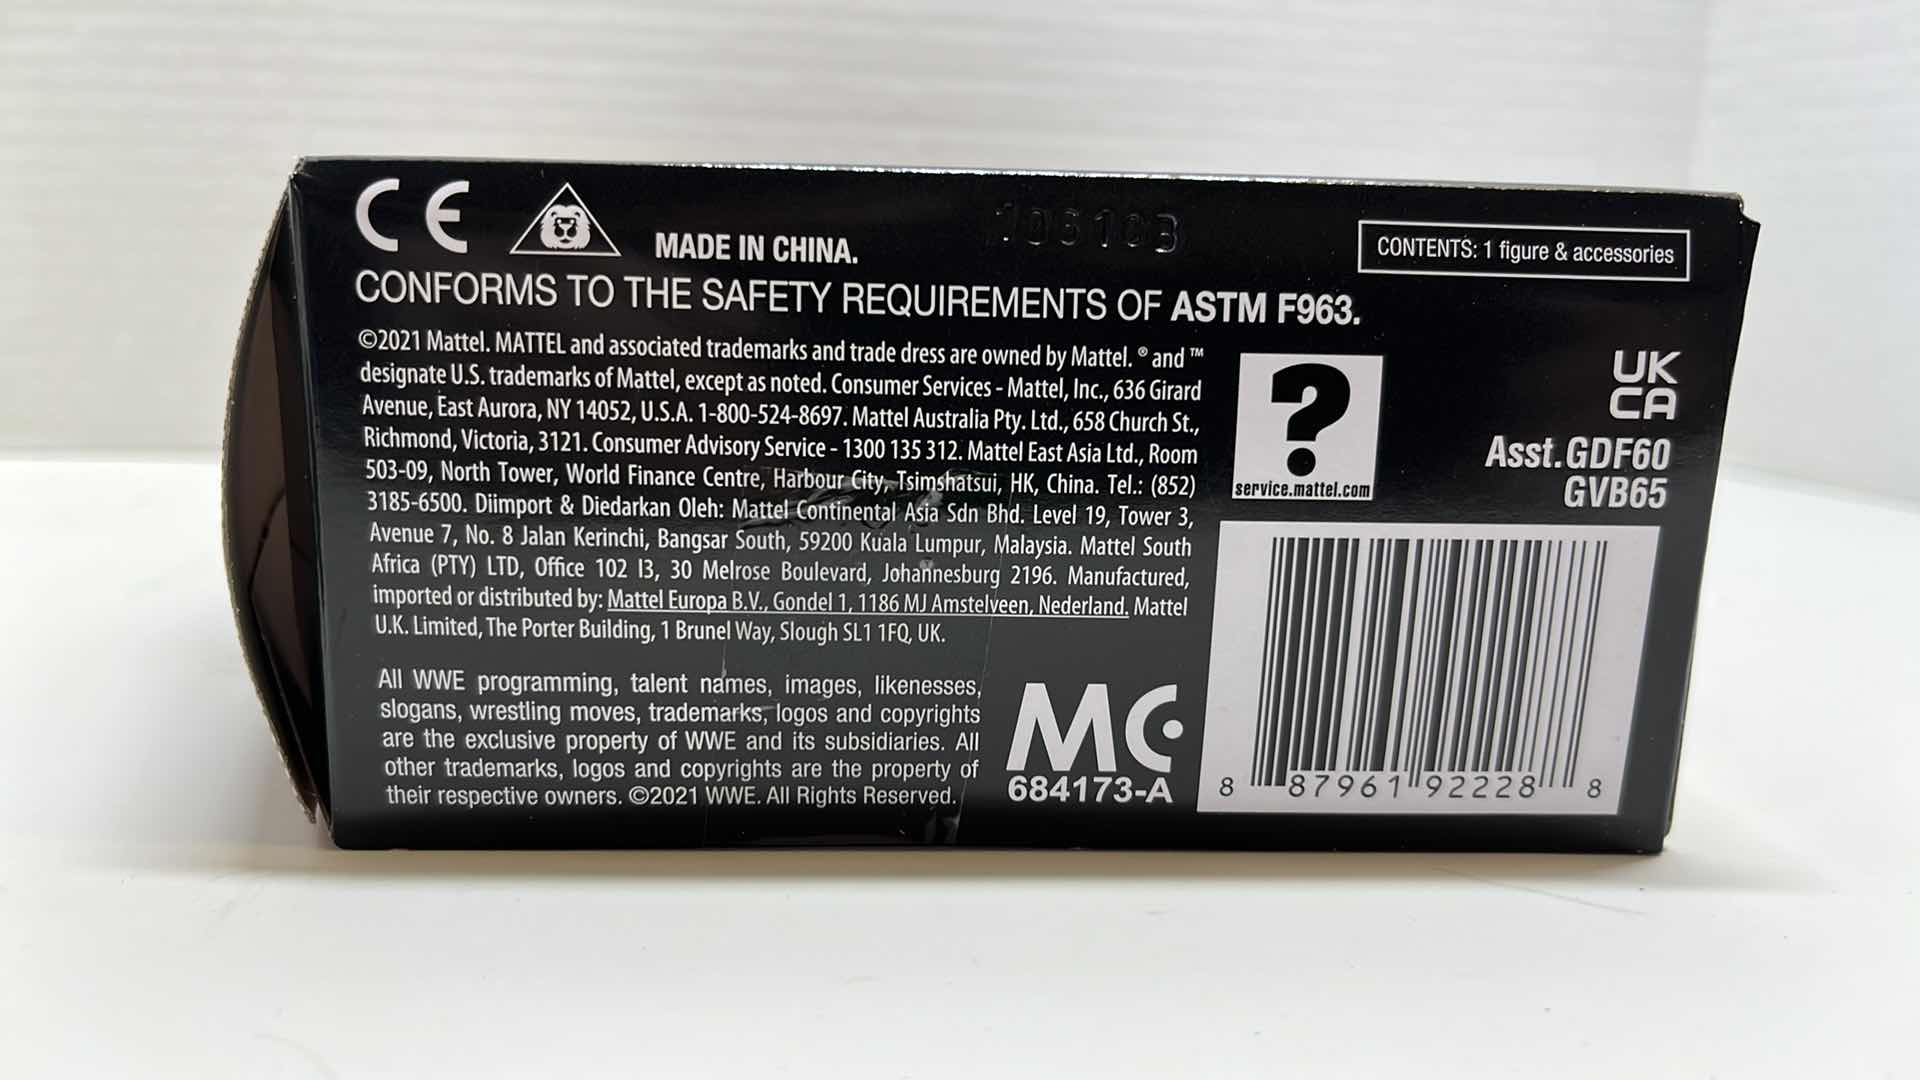 CE
MADE IN CHINA.
CONTENTS: 1 figure & accessories
CONFORMS TO THE SAFETY REQUIREMENTS OF ASTM F963.
©2021 Mattel. MATTEL and associated trademarks and trade dress are owned by Mattel. ® and ™
designate U.S. trademarks of Mattel, except as noted. Consumer Services - Mattel, Inc., 636 Girard
Avenue, East Aurora, NY 14052, U.S.A. 1-800-524-8697. Mattel Australia Pty. Ltd., 658 Church St.,
Richmond, Victoria, 3121. Consumer Advisory Service - 1300 135 312. Mattel East Asia Ltd., Room
503-09, North Tower, World Finance Centre, Harbour City, Tsimshatsui, HK, China. Tel.: (852)
3185-6500. Diimport & Diedarkan Oleh: Mattel Continental Asia Sdn Bhd. Level 19, Tower 3,
Avenue 7, No. 8 Jalan Kerinchi, Bangsar South, 59200 Kuala Lumpur, Malaysia. Mattel South
Africa (PTY) LTD, Office 102 I3, 30 Melrose Boulevard, Johannesburg 2196. Manufactured,
imported or distributed by: Mattel Europa B.V., Gondel 1, 1186 MJ Amstelveen, Nederland. Mattel
U.K. Limited, The Porter Building, 1 Brunel Way, Slough SL1 1FQ, UK.
All WWE programming, talent names, images, likenesses,
slogans, wrestling moves, trademarks, logos and copyrights
are the exclusive property of WWE and its subsidiaries. All
other trademarks, logos and copyrights are the property of
their respective owners. ©2021 WWE. All Rights Reserved.
MC
684173-A
?
service.mattel.com
UK
CA
Asst. GDF60
GVB65
8 87961 92228 8